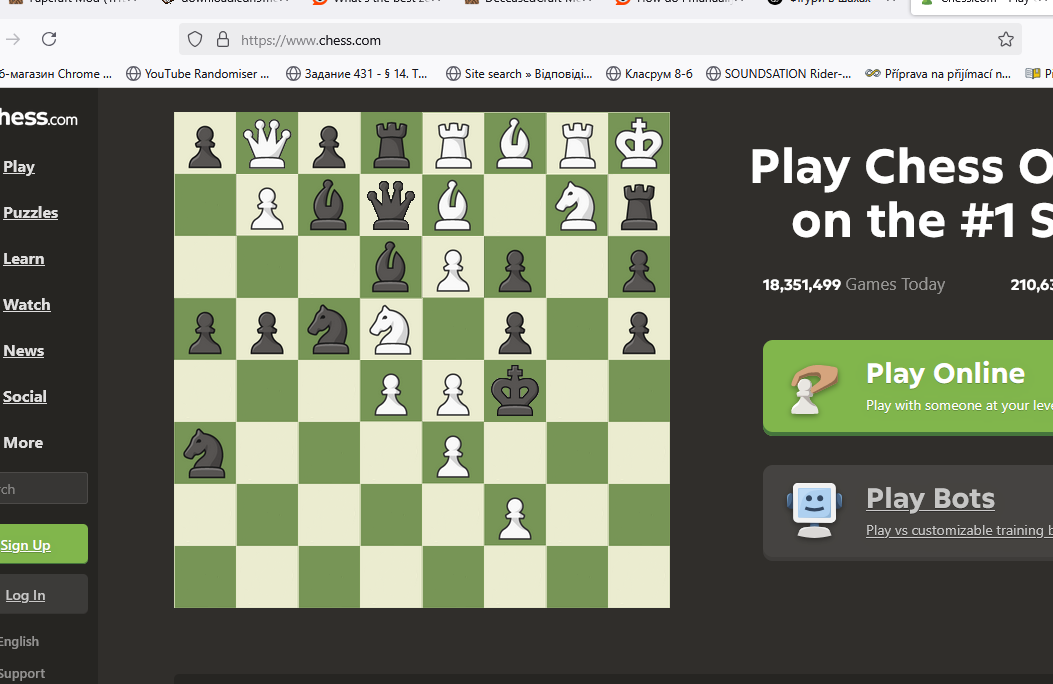 https://www.chess.com
б-магазин Chrome ...
YouTube Randomiser ...
Задание 431 - § 14. Т...
Site search » Відповіді...
Класрум 8-б
SOUNDSATION Rider-...
Příprava na přijímací n...
hess.com
Play
Puzzles
Learn
Watch
News
Social
More
rch
Sign Up
Log In
English
Support
Play Chess O
on the #1 S
18,351,499 Games Today
210,63
Play Online
Play with someone at your leve
Play Bots
Play vs customizable training b